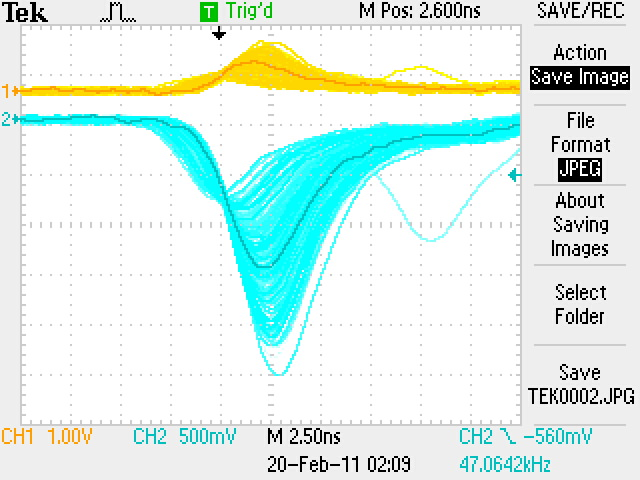 Tek
T Trig'd
M Pos: 2.600ns
SAVE/REC
Action
Save Image
File
Format
JPEG
About
Saving
Images
Select
Folder
Save
TEK0002.JPG
1
2
CH1 1.00V
CH2 500mV
M 2.50ns
CH2 \ -560mV
20-Feb-11 02:09
47.0642kHz